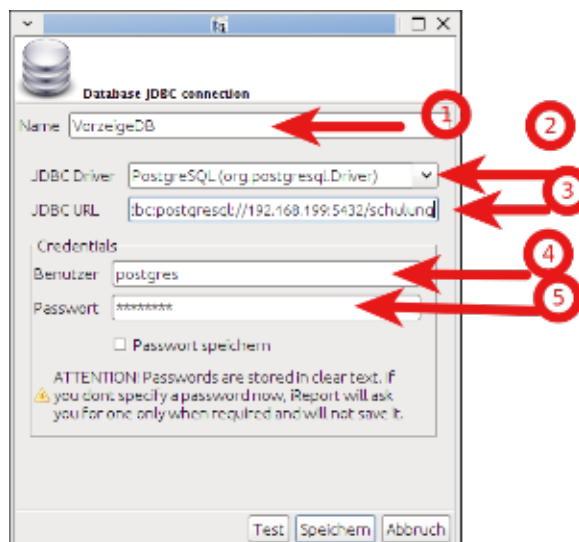 Database JDBC connection
Name VorzeigeDB
1
2
JDBC Driver PostgreSQL (org.postgresql.Driver)
3
JDBC URL :bc:postgresql://192.168.199:5432/schulung
Credentials
4
Benutzer postgres
5
Passwort ********
Passwort speichern
ATTENTION! Passwords are stored in clear text. If
you dont specify a password now, iReport will ask
you for one only when required and will not save it.
Test Speichern Abbruch